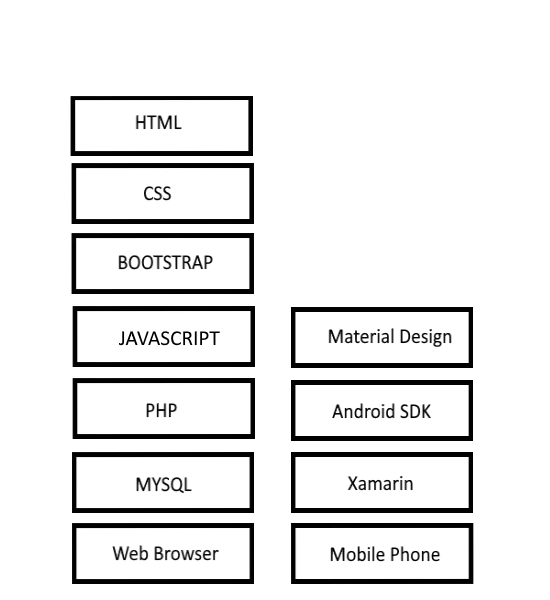 HTML
CSS
BOOTSTRAP
JAVASCRIPT
PHP
MYSQL
Web Browser
Material Design
Android SDK
Xamarin
Mobile Phone